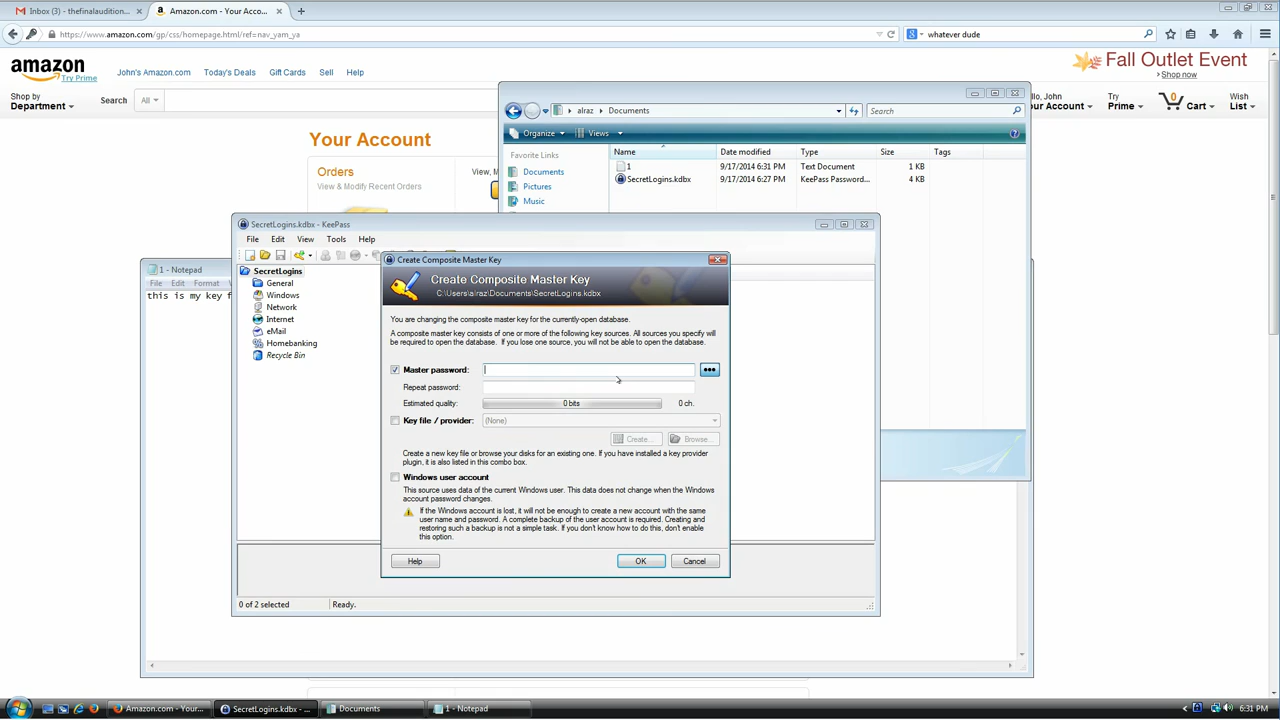 Inbox (3) - thefinalaudition...
Amazon.com - Your Acco...
https://www.amazon.com/gp/css/homepage.html/ref=nav_yam_ya
whatever dude
amazon
Try Prime
John's Amazon.com
Today's Deals
Gift Cards
Sell
Help
Fall Outlet Event
Shop now
Shop by
Department
Search
All
lo, John
Account
Try
Prime
0
Cart
Wish
List
Your Account
Orders
View & Modify Recent Orders
View, M
alraz
Documents
Search
Organize
Views
Favorite Links
Documents
Pictures
Music
Name
Date modified
Type
Size
Tags
1
9/17/2014 6:31 PM
Text Document
1 KB
SecretLogins.kdbx
9/17/2014 6:27 PM
KeePass Password...
4 KB
1 - Notepad
File
Edit
Format
this is my key f
SecretLogins.kdbx - KeePass
File
Edit
View
Tools
Help
SecretLogins
General
Windows
Network
Internet
eMail
Homebanking
Recycle Bin
0 of 2 selected
Ready.
Create Composite Master Key
Create Composite Master Key
C:\Users\alraz\Documents\SecretLogins.kdbx
You are changing the composite master key for the currently-open database.
A composite master key consists of one or more of the following key sources. All sources you specify will
be required to open the database. If you lose one source, you will not be able to open the database.
Master password:
Repeat password:
Estimated quality:
0 bits
0 ch.
Key file / provider:
(None)
Create...
Browse...
Create a new key file or browse your disks for an existing one. If you have installed a key provider
plugin, it is also listed in this combo box.
Windows user account
This source uses data of the current Windows user. This data does not change when the Windows
account password changes.
If the Windows account is lost, it will not be enough to create a new account with the same
user name and password. A complete backup of the user account is required. Creating and
restoring such a backup is not a simple task. If you don't know how to do this, don't enable
this option.
Help
OK
Cancel
Amazon.com - Your...
SecretLogins.kdbx - ...
Documents
1 - Notepad
6:31 PM